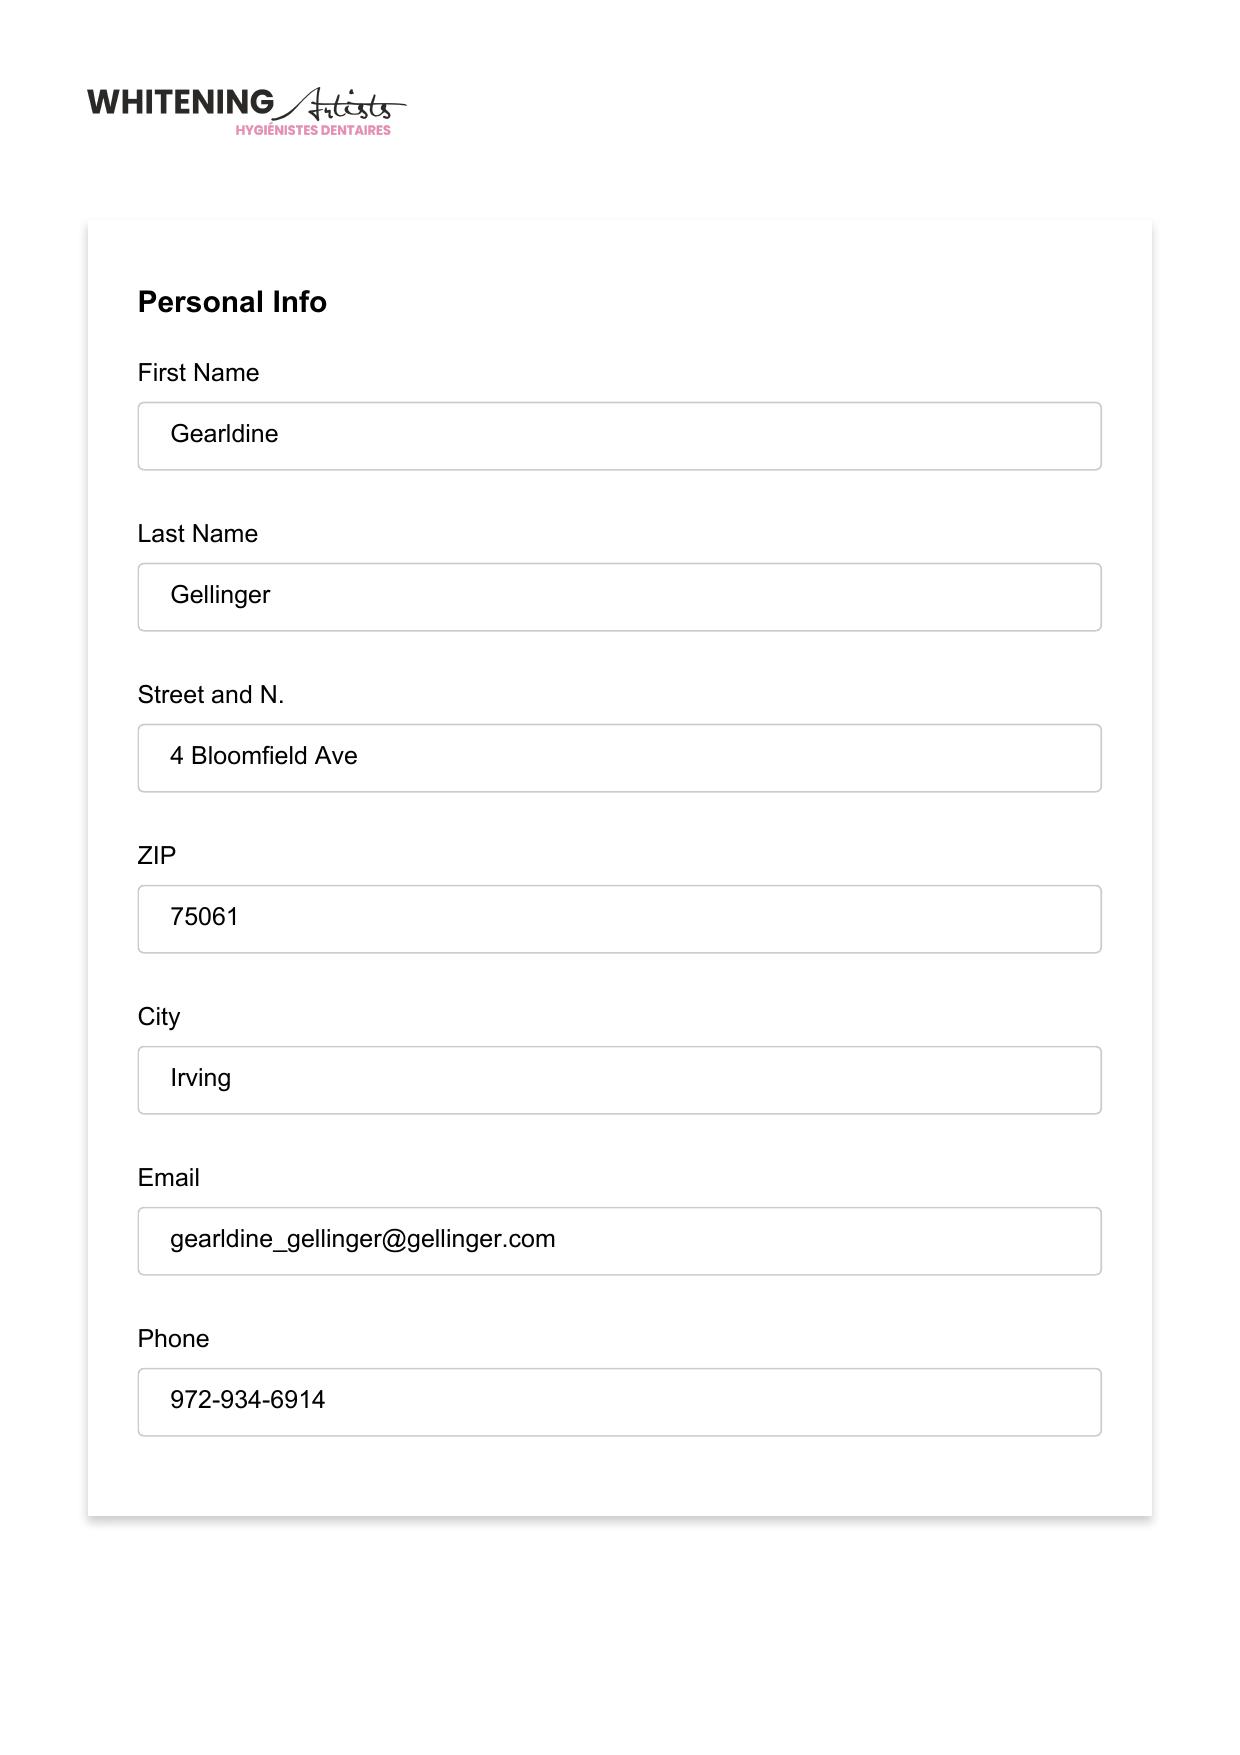 WHITENING Artists
HYGIÉNISTES DENTAIRES
Personal Info
First Name
Gearldine
Last Name
Gellinger
Street and N.
4 Bloomfield Ave
ZIP
75061
City
Irving
Email
gearldine_gellinger@gellinger.com
Phone
972-934-6914